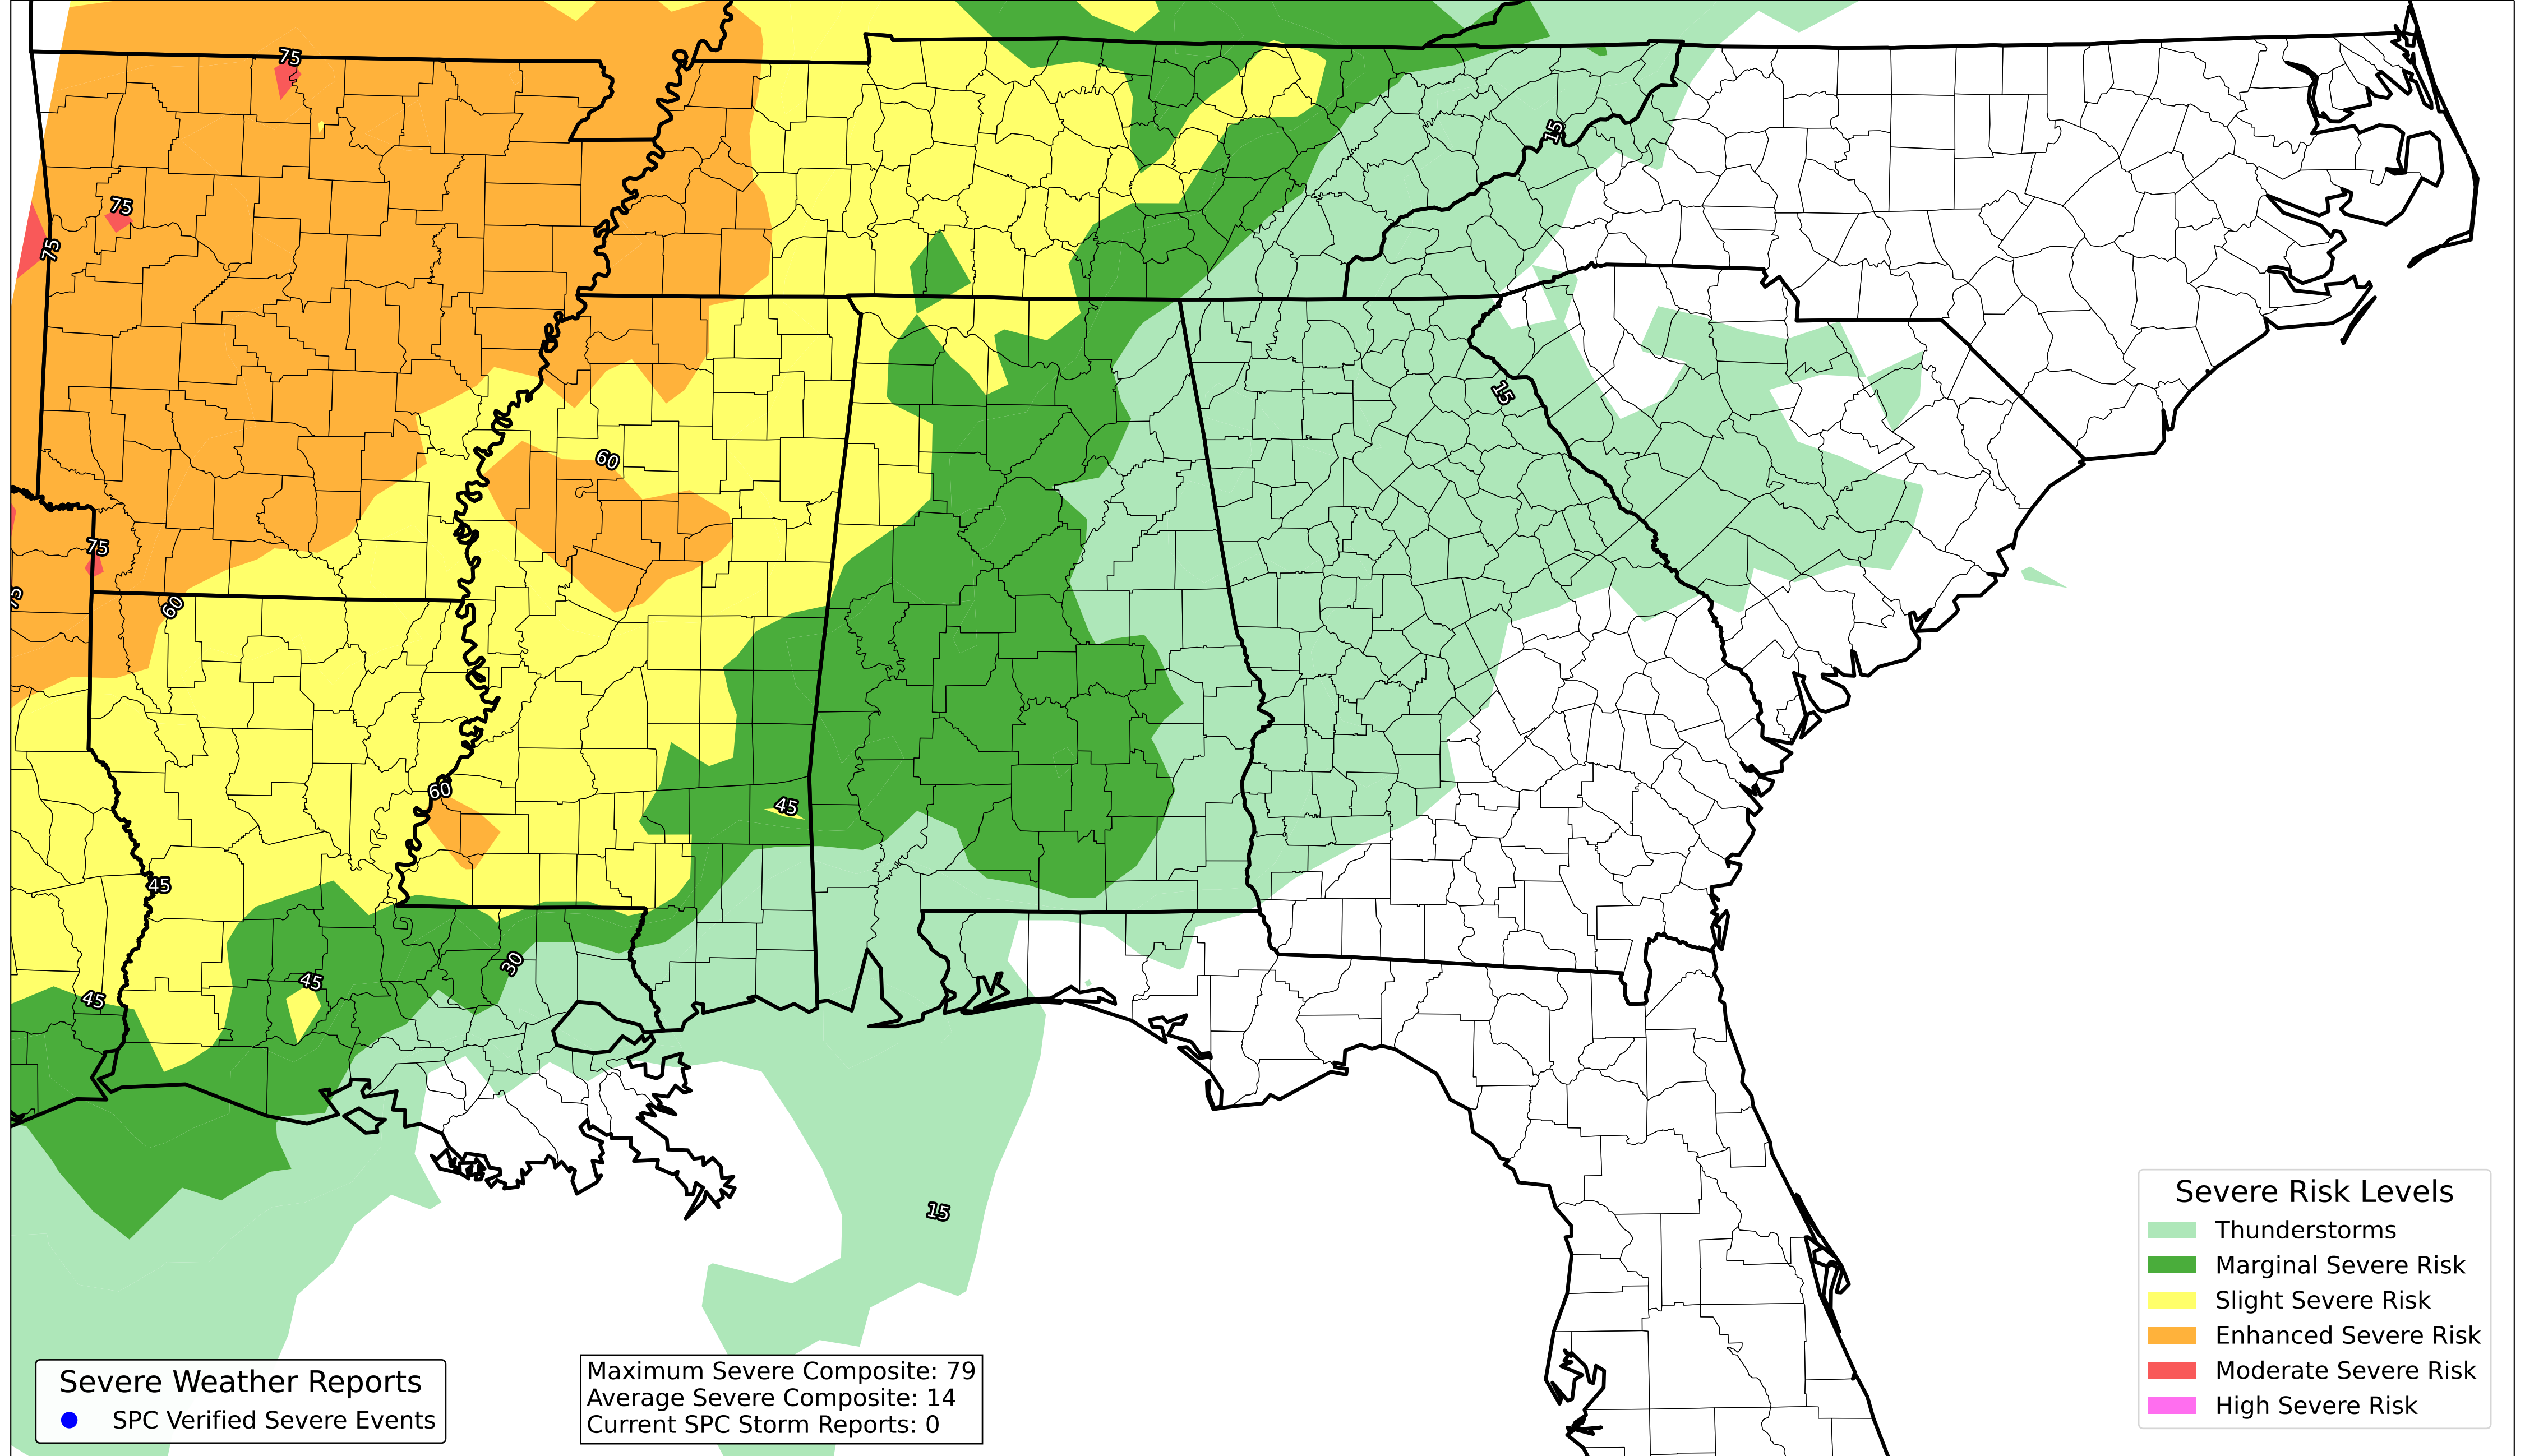 75
15
75
75
15
60
75
75
60
60
45
45
30
45
45
15
Severe Risk Levels
Thunderstorms
Marginal Severe Risk
Slight Severe Risk
Enhanced Severe Risk
Moderate Severe Risk
High Severe Risk
Severe Weather Reports
SPC Verified Severe Events
Maximum Severe Composite: 79
Average Severe Composite: 14
Current SPC Storm Reports: 0